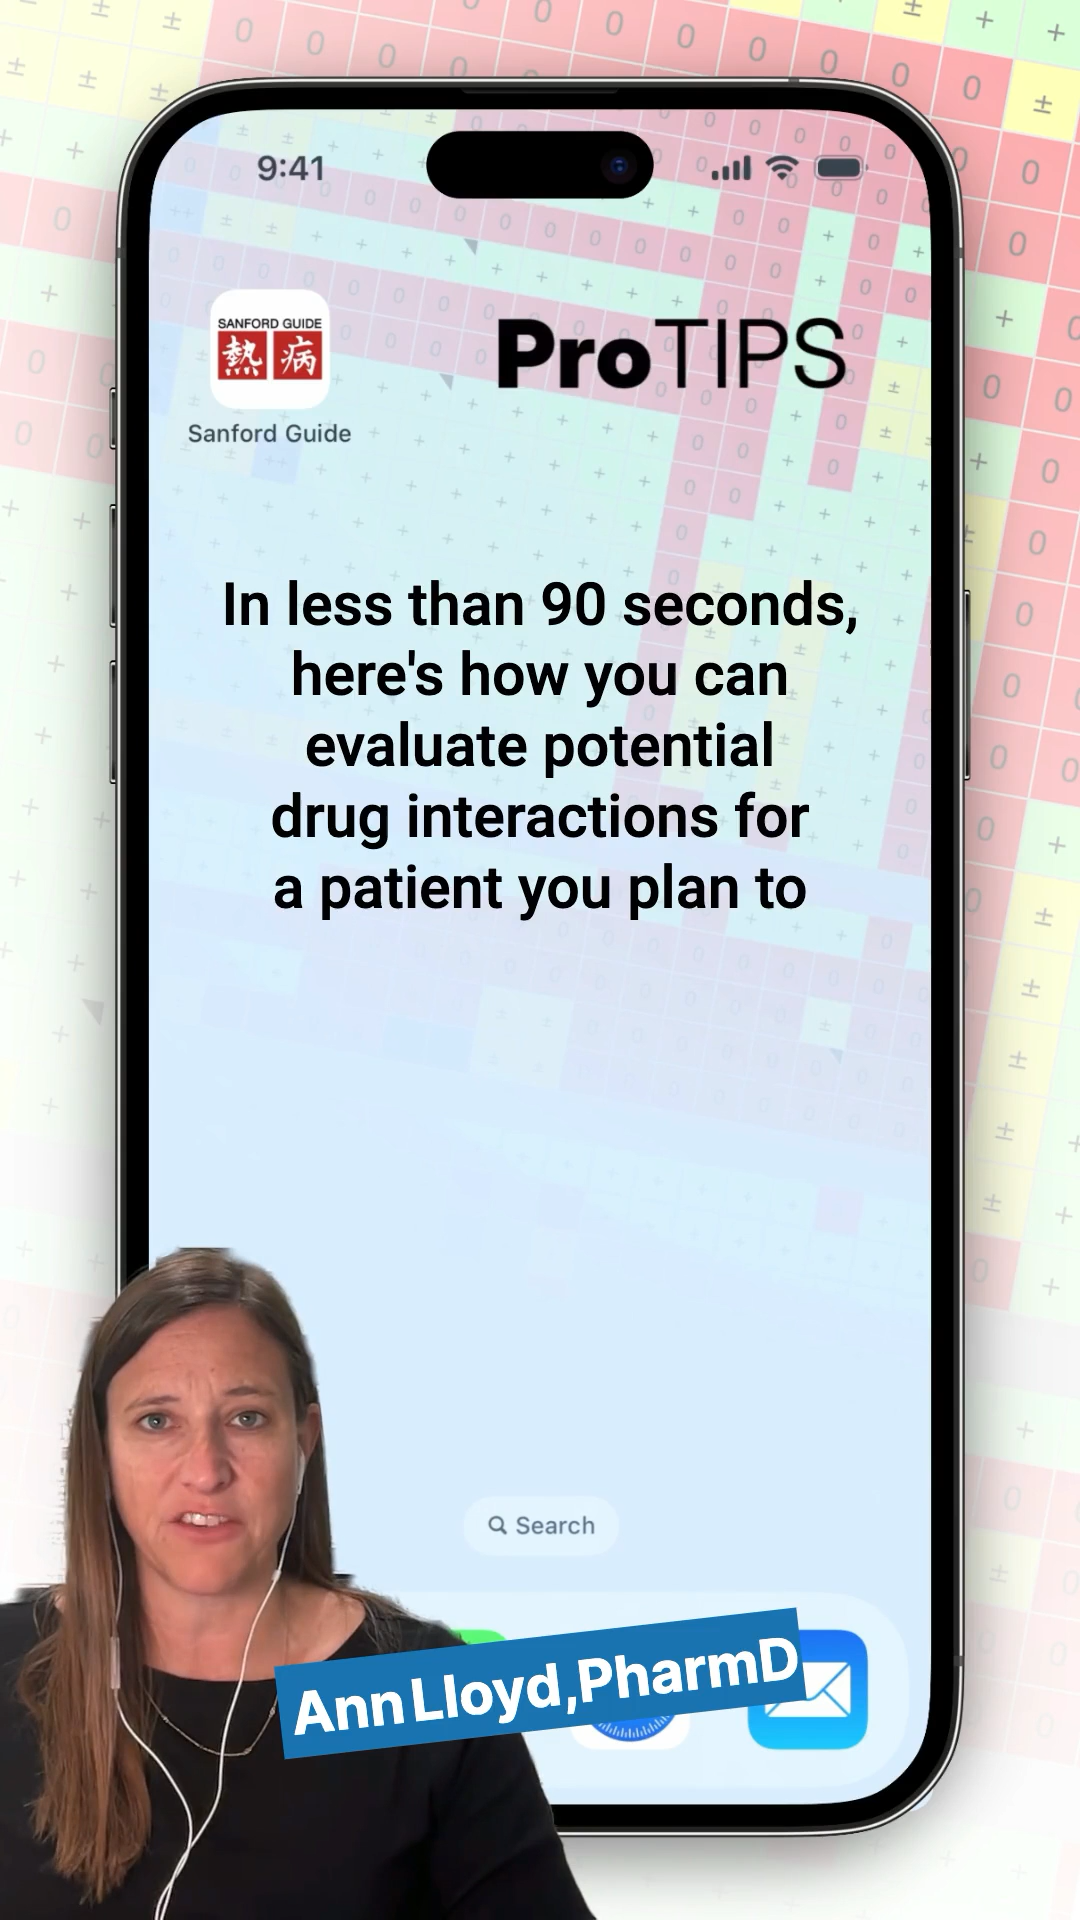 9:41
SANFORD GUIDE
熱病
ProTIPS
Sanford Guide
In less than 90 seconds,
here's how you can
evaluate potential
drug interactions for
a patient you plan to
Search
Ann Lloyd, PharmD